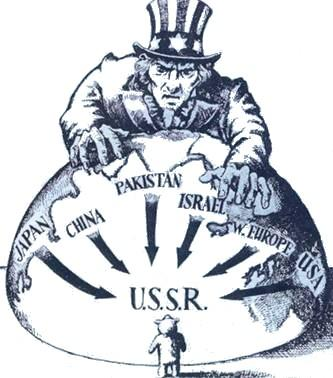 JAPAN
CHINA
PAKISTAN
ISRAEL
W. EUROPE
USA
U.S.S.R.